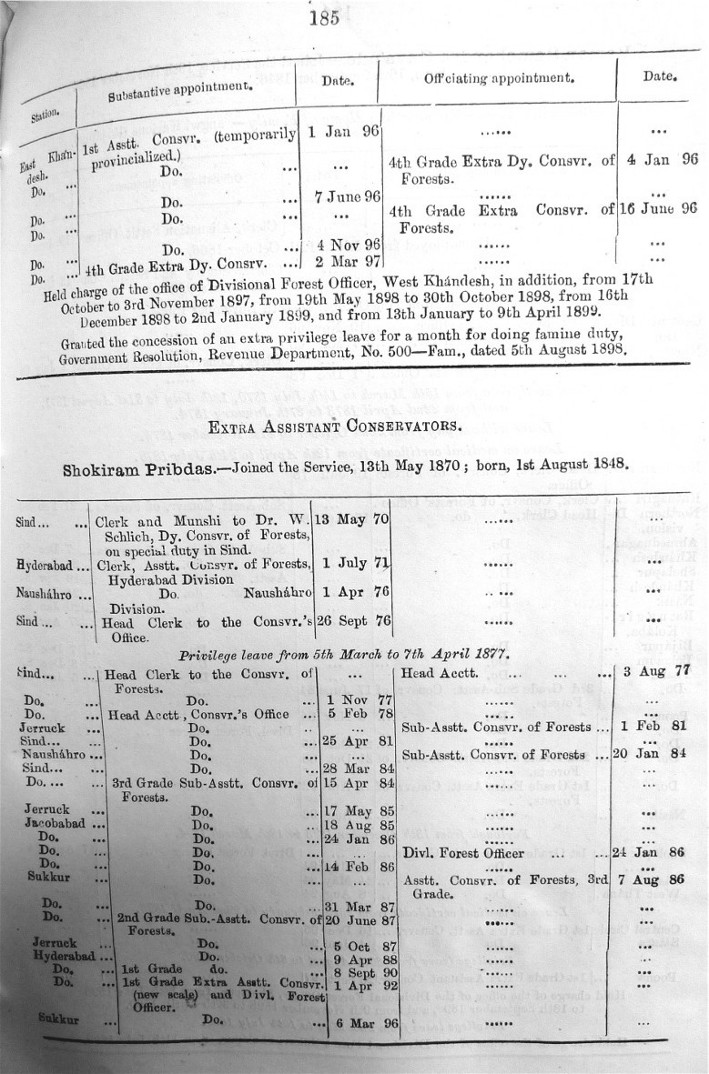 185
Station. Substantive appointment. Date. Officiating appointment. Date.
East Khán- 1st Asstt. Consvr. (temporarily 1 Jan 96 ...... ...
desh. provincialized.)
Do. ... Do. ... ... 4th Grade Extra Dy. Consvr. of 4 Jan 96
Forests.
Do. ... Do. ... 7 June 96 ...... ...
Do. ... Do. ... ... 4th Grade Extra Consvr. of 16 June 96
Forests.
Do. ... Do. ... 4 Nov 96 ...... ...
Do. ... 4th Grade Extra Dy. Consrv. ... 2 Mar 97 ...... ...
Held charge of the office of Divisional Forest Officer, West Khándesh, in addition, from 17th
October to 3rd November 1897, from 19th May 1898 to 30th October 1898, from 16th
December 1898 to 2nd January 1899, and from 13th January to 9th April 1899.
Granted the concession of an extra privilege leave for a month for doing famine duty,
Government Resolution, Revenue Department, No. 500—Fam., dated 5th August 1898.
EXTRA ASSISTANT CONSERVATORS.
Shokiram Pribdas.—Joined the Service, 13th May 1870 ; born, 1st August 1848.
Sind... ... Clerk and Munshi to Dr. W. 13 May 70 ...... ...
Schlich, Dy. Consvr. of Forests,
on special duty in Sind.
Hyderabad ... Clerk, Asstt. Consvr. of Forests, 1 July 71 ...... ...
Hyderabad Division
Nausháhro ... Do. Nausháhro 1 Apr 76 ...... ...
Division.
Sind ... ... Head Clerk to the Consvr.'s 26 Sept 76 ...... ...
Office.
Privilege leave from 5th March to 7th April 1877.
Sind... ... Head Clerk to the Consvr. of ... Head Acctt. ... ... ... 3 Aug 77
Forests.
Do. ... Do. ... 1 Nov 77 ...... ...
Do. ... Head Acctt , Consvr.'s Office ... 5 Feb 78 ...... ...
Jerruck ... Do. ... ... Sub-Asstt. Consvr. of Forests ... 1 Feb 81
Sind... ... Do. ... 25 Apr 81 ...... ...
Nausháhro ... Do. ... ... Sub-Asstt. Consvr. of Forests ... 20 Jan 84
Sind... ... Do. ... 28 Mar 84 ...... ...
Do. ... ... 3rd Grade Sub-Asstt. Consvr. of 15 Apr 84 ...... ...
Forests.
Jerruck ... Do. ... 17 May 85 ...... ...
Jacobabad ... Do. ... 18 Aug 85 ...... ...
Do. ... Do. ... 24 Jan 86 ...... ...
Do. ... Do. ... ... Divl. Forest Officer ... ... 24 Jan 86
Do. ... Do. ... 14 Feb 86 ...... ...
Sukkur ... Do. ... ... Asstt. Consvr. of Forests, 3rd 7 Aug 86
Grade.
Do. ... Do. ... 31 Mar 87 ...... ...
Do. ... 2nd Grade Sub.-Asstt. Consvr. of 20 June 87 ...... ...
Forests.
Jerruck ... Do. ... 5 Oct 87 ...... ...
Hyderabad ... Do. ... 9 Apr 88 ...... ...
Do. ... 1st Grade do. ... 8 Sept 90 ...... ...
Do. ... 1st Grade Extra Asstt. Consvr. 1 Apr 92 ...... ...
(new scale) and Divl. Forest
Officer.
Sukkur ... Do. ... 6 Mar 96 ...... ...